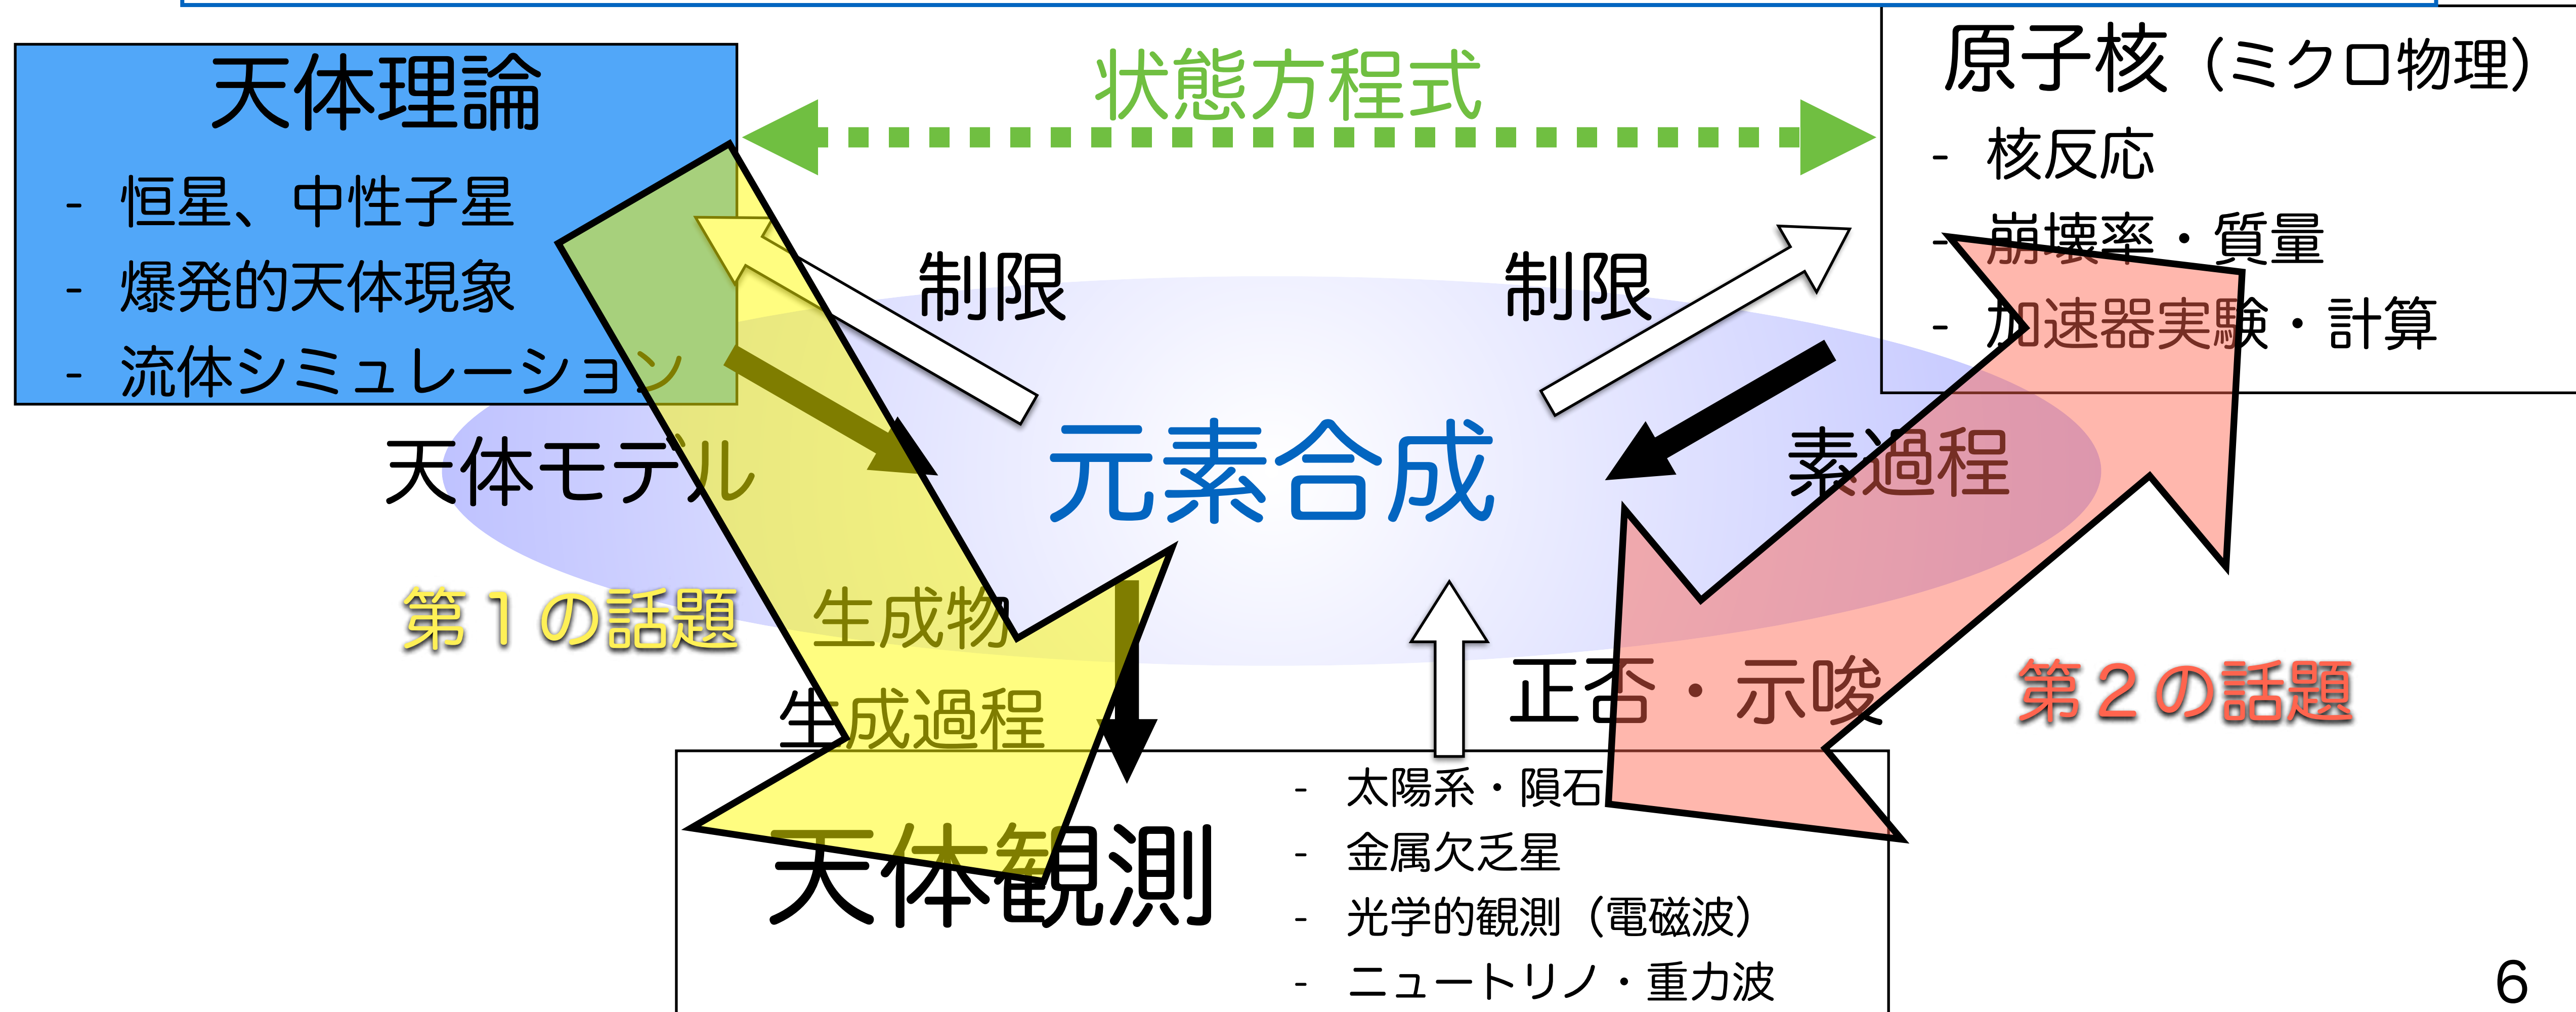 天体理論
- 恒星、中性子星
- 爆発的天体現象
- 流体シミュレーション
状態方程式
原子核（ミクロ物理）
- 核反応
- 崩壊率・質量
- 加速器実験・計算
制限
制限
天体モデル
元素合成
素過程
第１の話題
生成物
生成過程
正否・示唆
第２の話題
天体観測
- 太陽系・隕石
- 金属欠乏星
- 光学的観測（電磁波）
- ニュートリノ・重力波
6